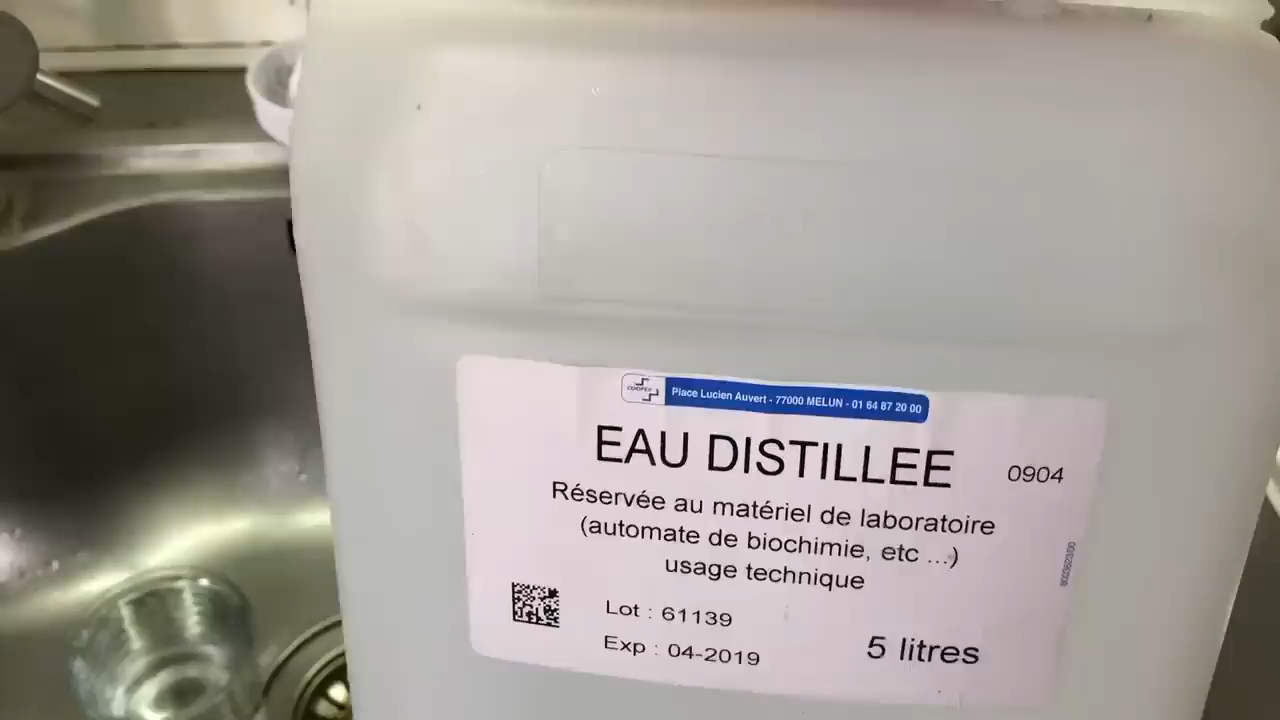 COOPER
Place Lucien Auvert - 77000 MELUN - 01 64 87 20 00
EAU DISTILLEE
0904
Réservée au matériel de laboratoire
(automate de biochimie, etc ...)
usage technique
Lot : 61139
Exp : 04-2019
5 litres